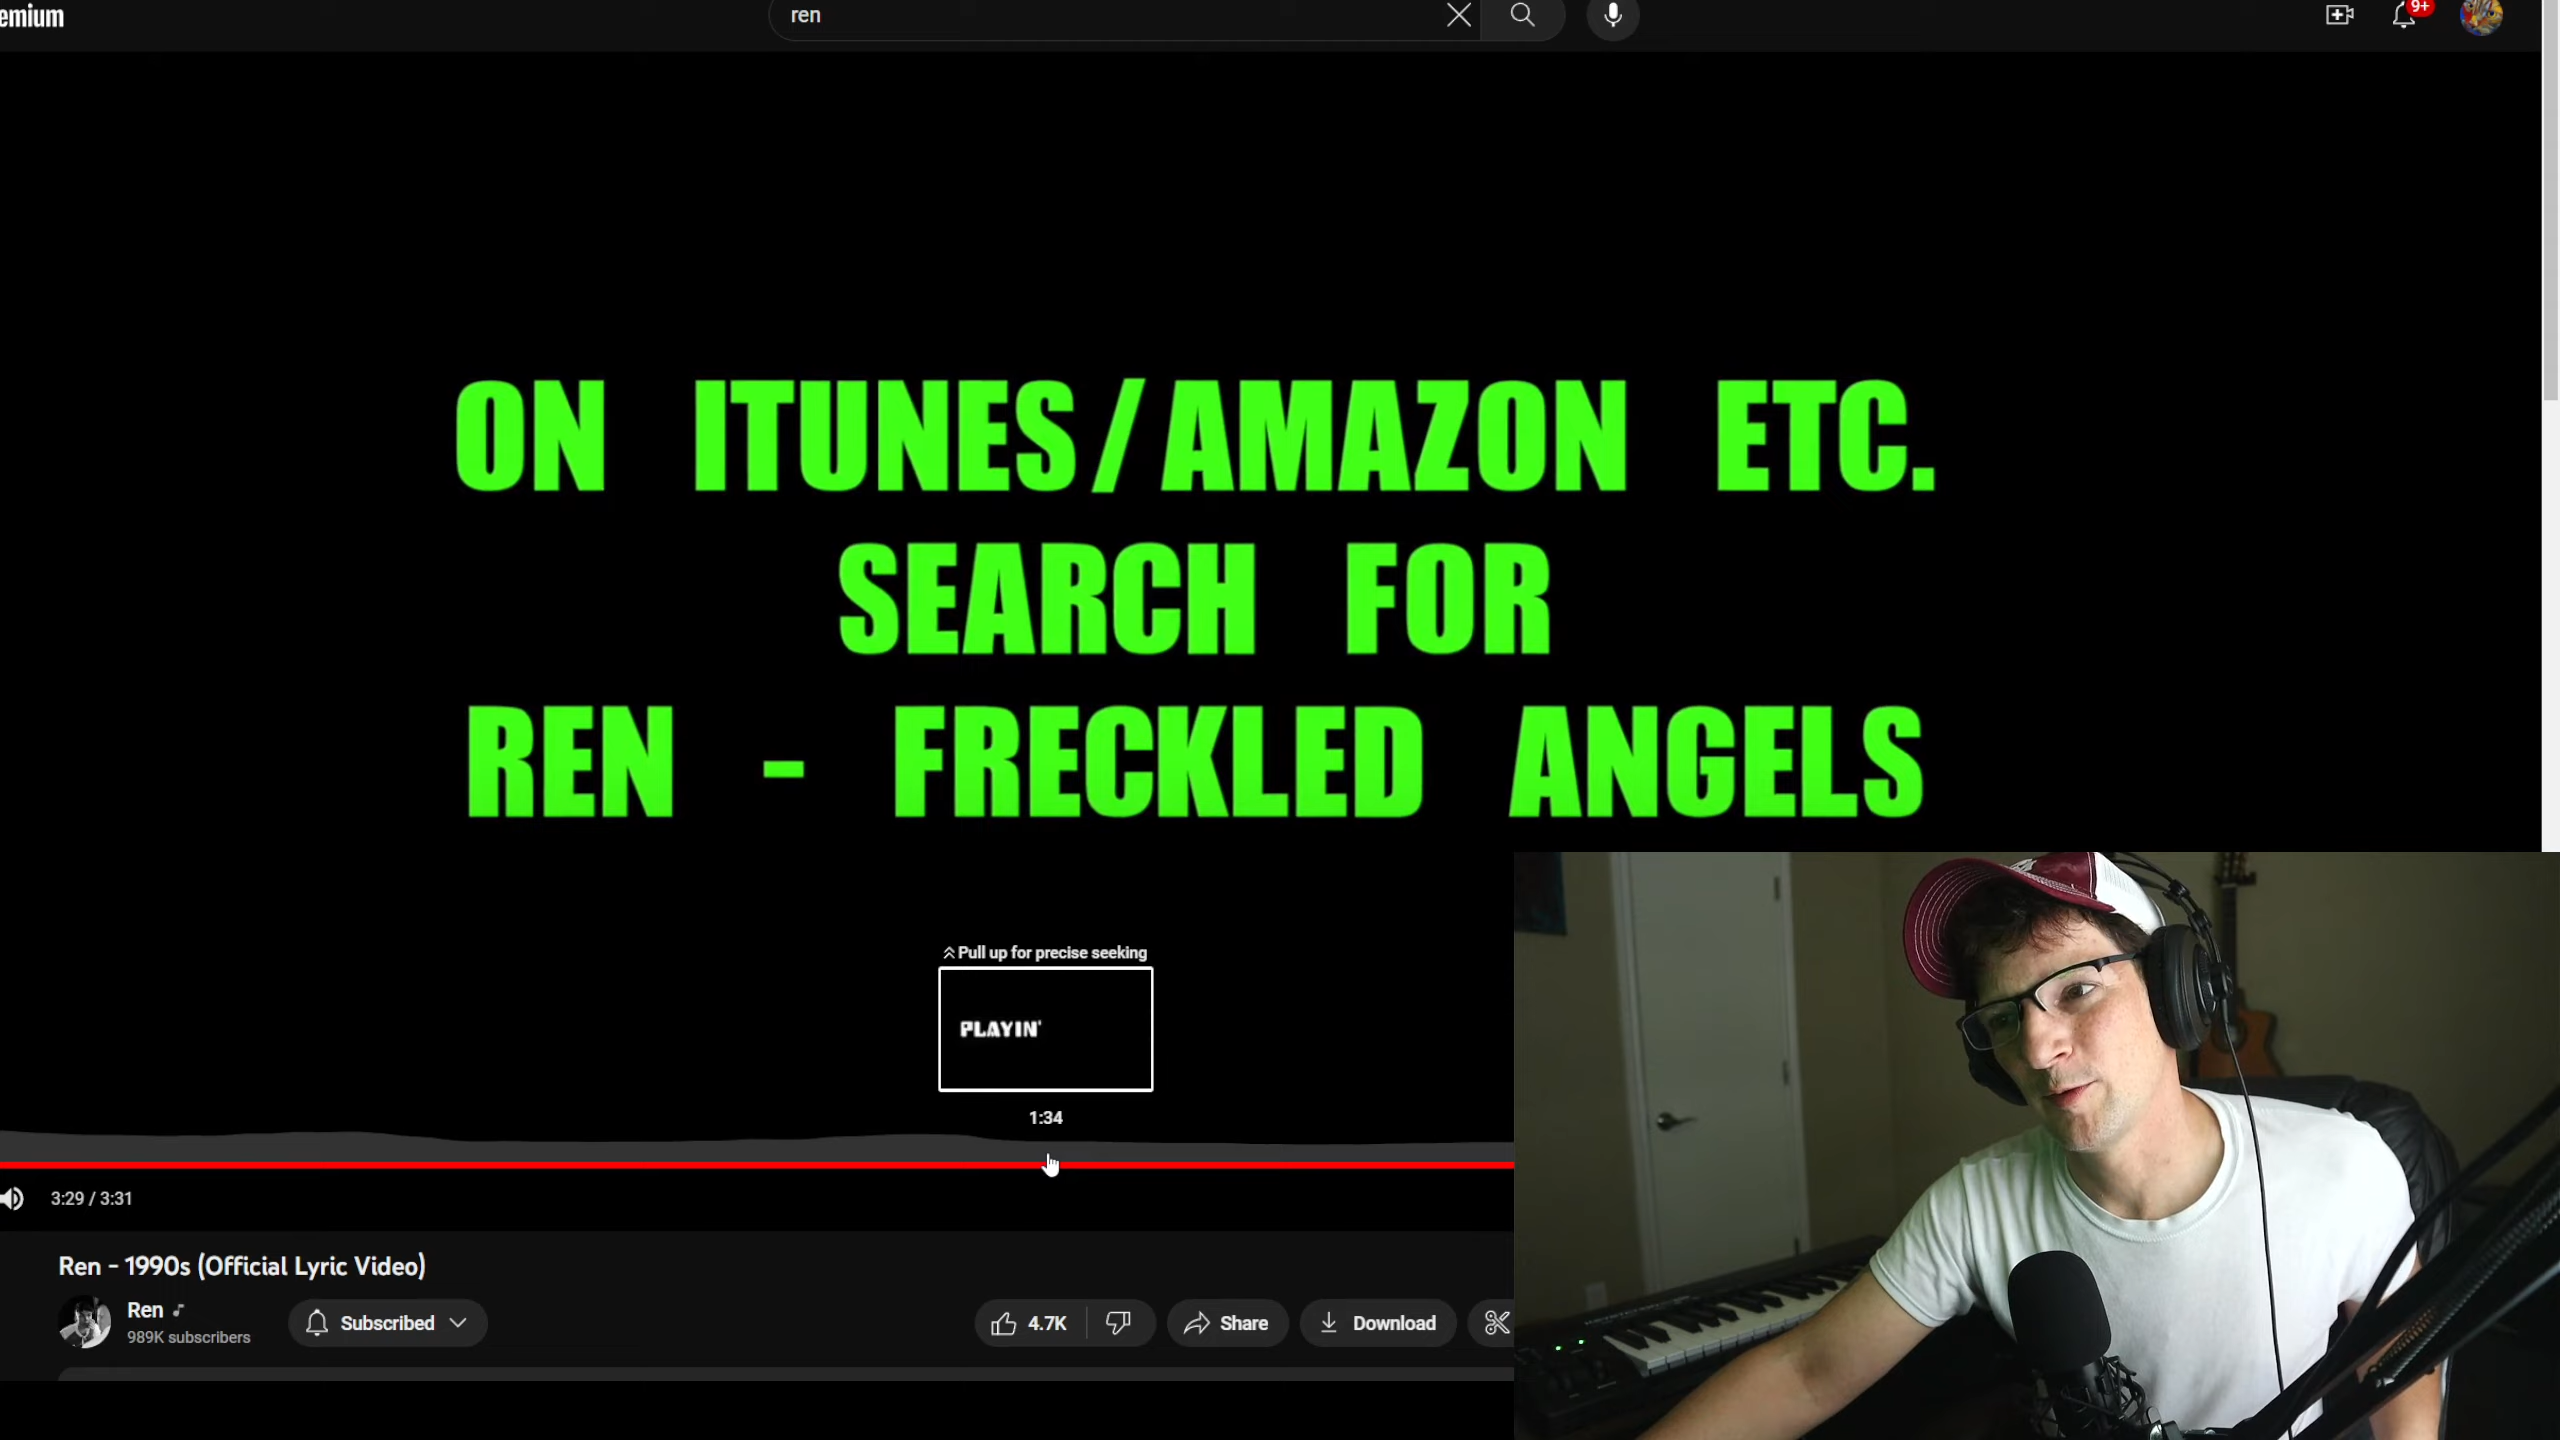 emium
ren
9+
ON ITUNES/AMAZON ETC.
SEARCH FOR
REN - FRECKLED ANGELS
Pull up for precise seeking
PLAYIN'
1:34
3:29 / 3:31
Ren - 1990s (Official Lyric Video)
Ren
989K subscribers
Subscribed
4.7K
Share
Download